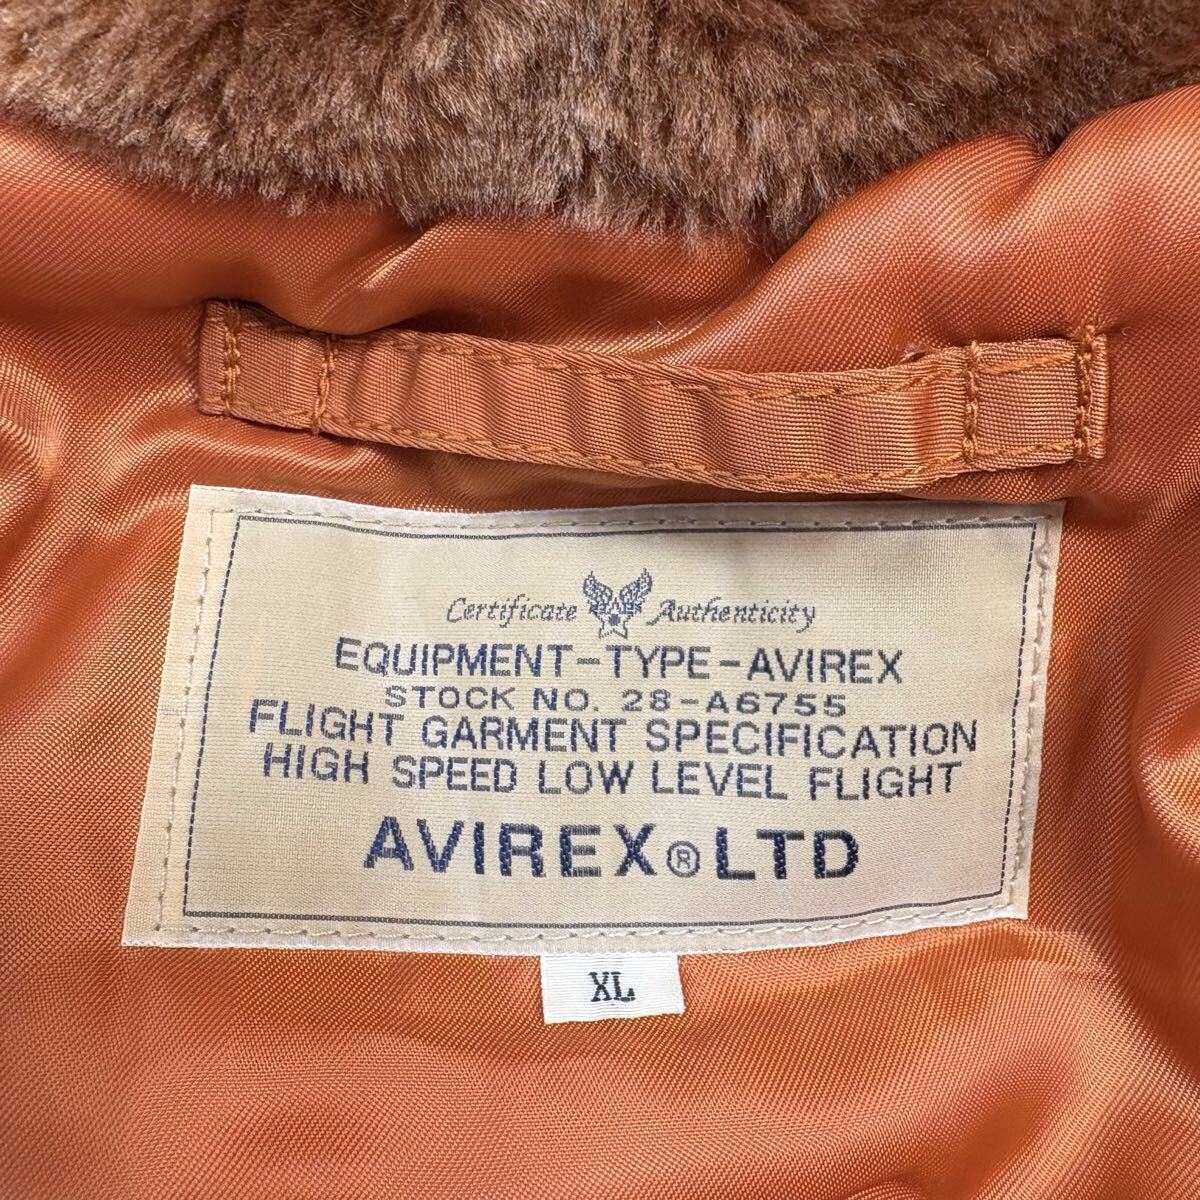 Certificate Authenticity
EQUIPMENT-TYPE-AVIREX
STOCK NO. 28-A6755
FLIGHT GARMENT SPECIFICATION
HIGH SPEED LOW LEVEL FLIGHT
AVIREX® LTD
XL